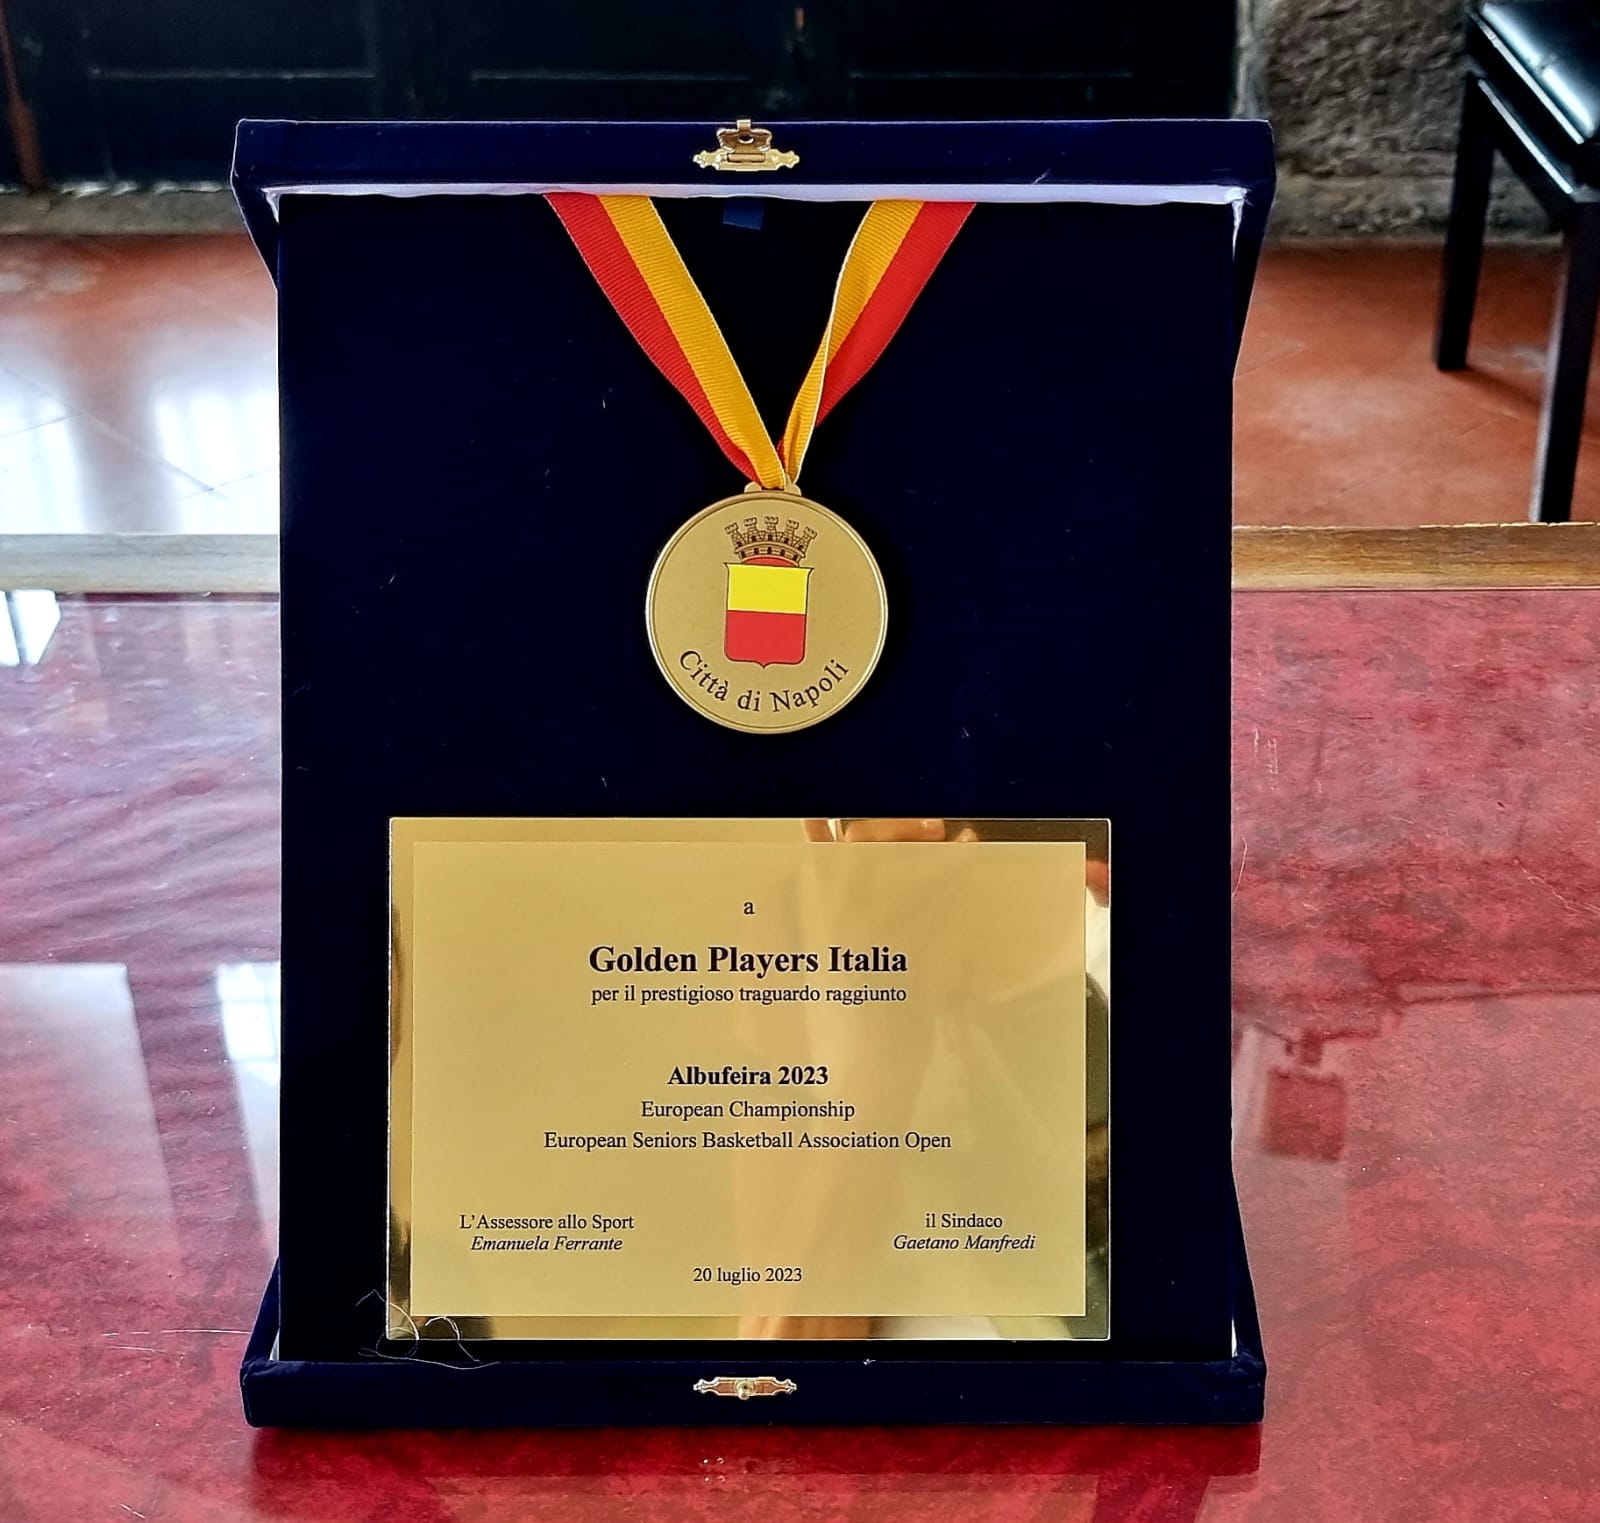 Città di Napoli
a
Golden Players Italia
per il prestigioso traguardo raggiunto
Albufeira 2023
European Championship
European Seniors Basketball Association Open
L’Assessore allo Sport
Emanuela Ferrante
il Sindaco
Gaetano Manfredi
20 luglio 2023